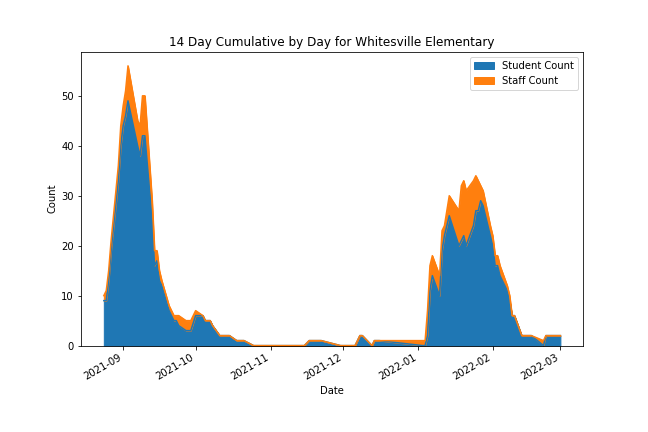 14 Day Cumulative by Day for Whitesville Elementary
Student Count
Staff Count
Count
50
40
30
20
10
0
2021-09
2021-10
2021-11
2021-12
2022-01
2022-02
2022-03
Date